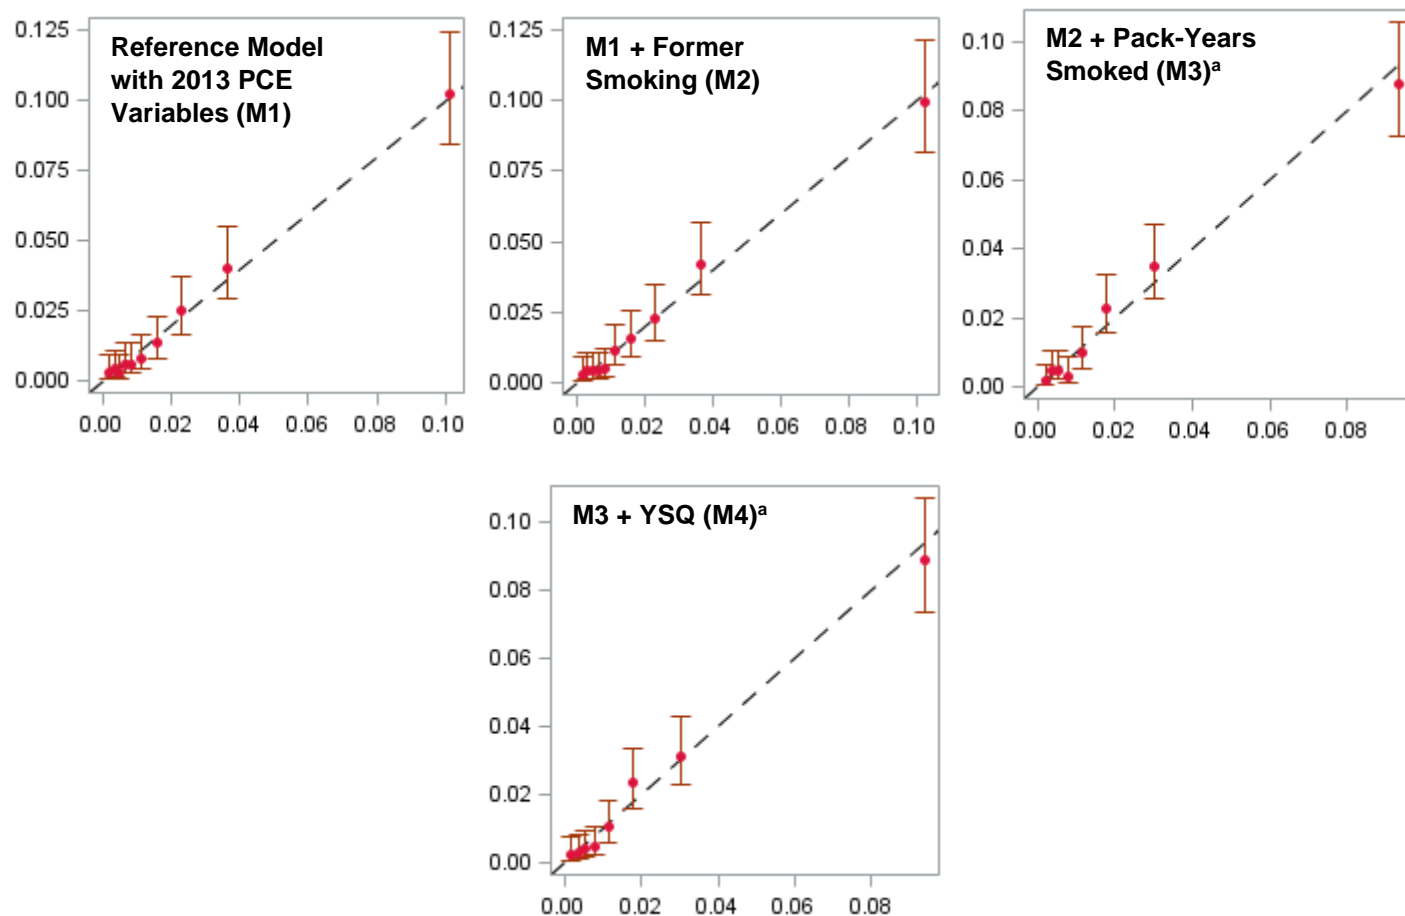 Reference Model
with 2013 PCE
Variables (M1)
0.125
0.100
0.075
0.050
0.025
0.000
0.00 0.02 0.04 0.06 0.08 0.10
M1 + Former
Smoking (M2)
0.125
0.100
0.075
0.050
0.025
0.000
0.00 0.02 0.04 0.06 0.08 0.10
M2 + Pack-Years
Smoked (M3)ª
0.10
0.08
0.06
0.04
0.02
0.00
0.00 0.02 0.04 0.06 0.08
M3 + YSQ (M4)ª
0.10
0.08
0.06
0.04
0.02
0.00
0.00 0.02 0.04 0.06 0.08